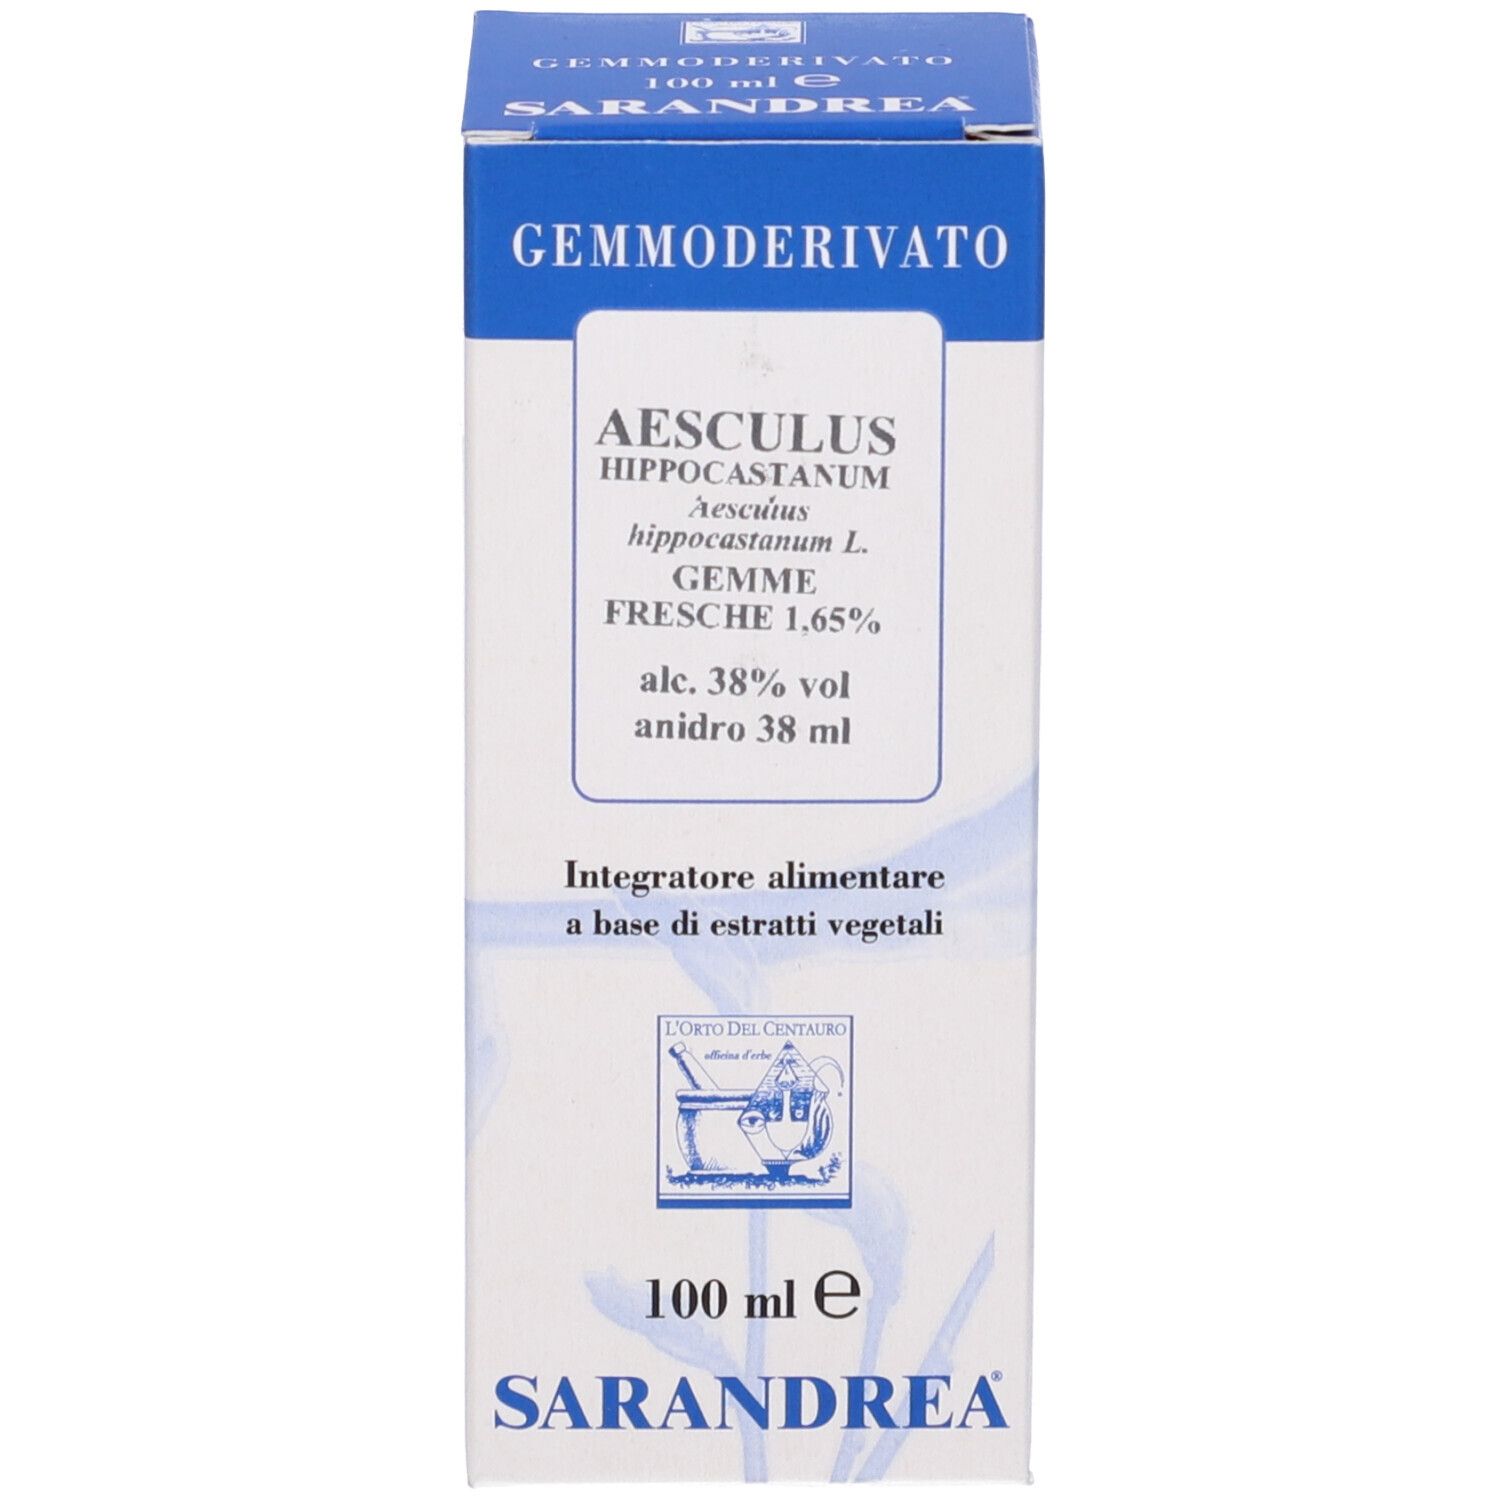 GEMMODERIVATO
100 ml ℮
SARANDREA®
GEMMODERIVATO
AESCULUS
HIPPOCASTANUM
Aesculus
hippocastanum L.
GEMME
FRESCHE 1,65%
alc. 38% vol
anidro 38 ml
Integratore alimentare
a base di estratti vegetali
L'ORTO DEL CENTAURO
officina d'erbe
100 ml ℮
SARANDREA®